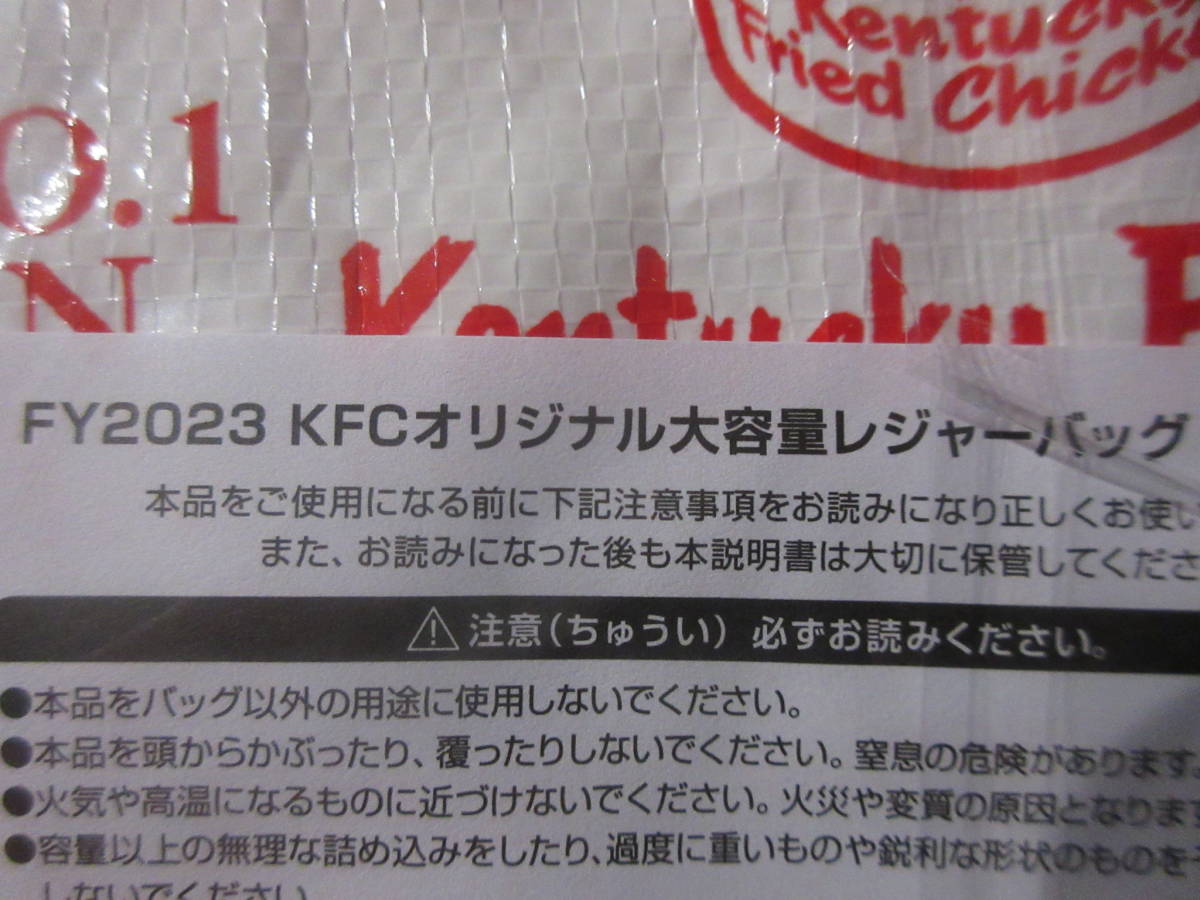 Kentucky
Fried Chick
O.1
N Kentucky F
FY2023 KFCオリジナル大容量レジャーバッグ
本品をご使用になる前に下記注意事項をお読みになり正しくお使い
また、お読みになった後も本説明書は大切に保管してくださ
注意(ちゅうい) 必ずお読みください。
●本品をバッグ以外の用途に使用しないでください。
●本品を頭からかぶったり、覆ったりしないでください。窒息の危険があります。
●火気や高温になるものに近づけないでください。火災や変質の原因となります
●容量以上の無理な詰め込みをしたり、過度に重いものや鋭利な形状のものを
しないでください